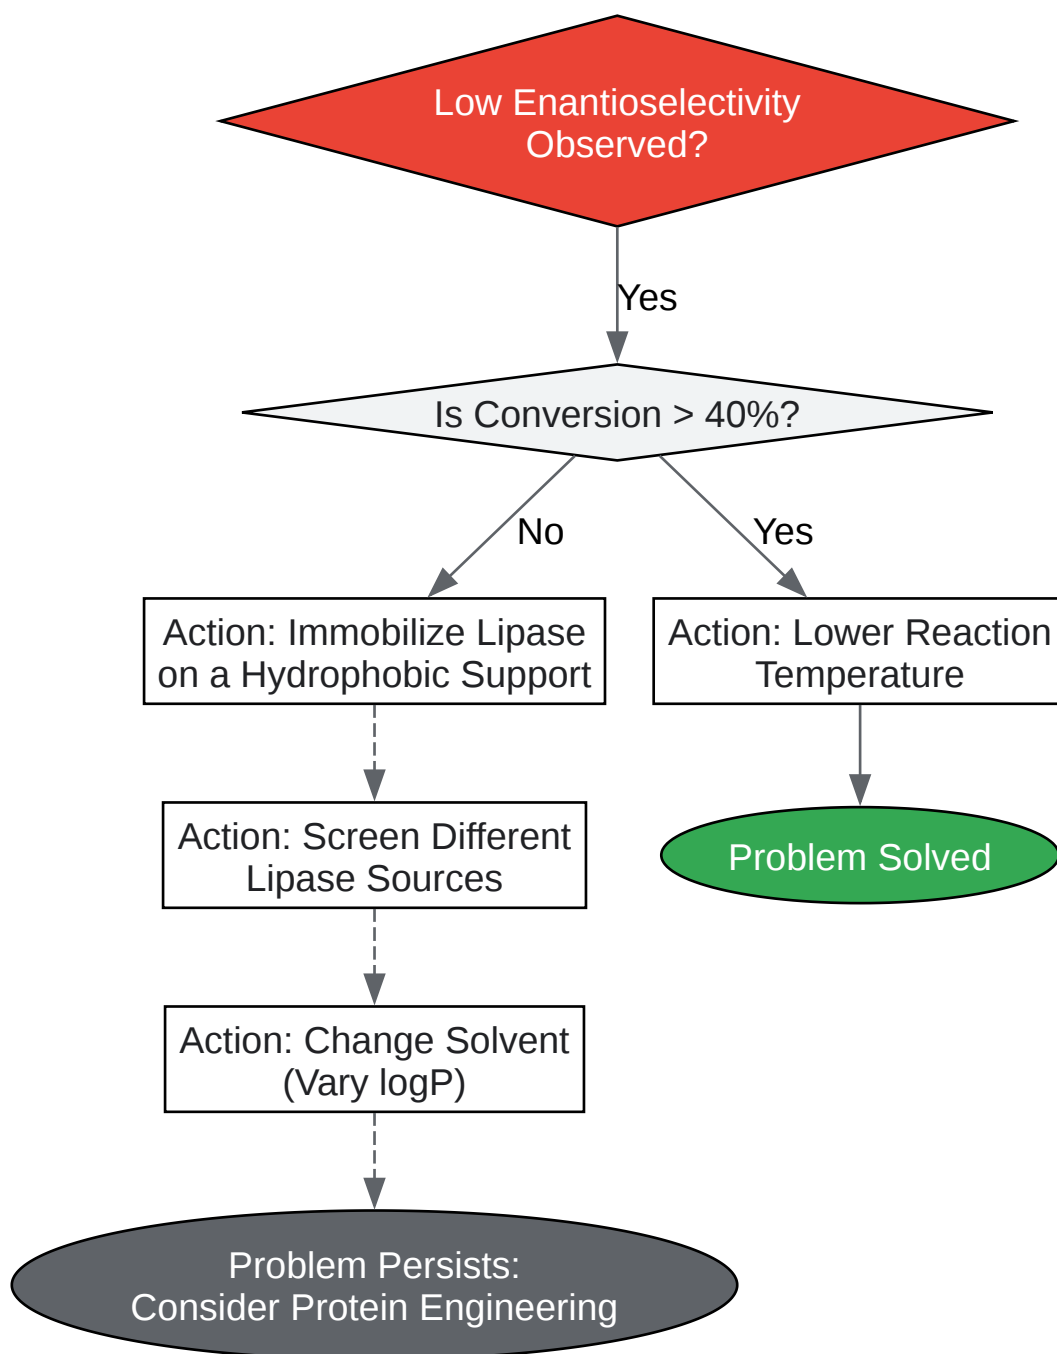 Low Enantioselectivity
Observed?
Yes
Is Conversion > 40%?
No
Yes
Action: Immobilize Lipase
on a Hydrophobic Support
Action: Lower Reaction
Temperature
Action: Screen Different
Lipase Sources
Problem Solved
Action: Change Solvent
(Vary logP)
Problem Persists:
Consider Protein Engineering